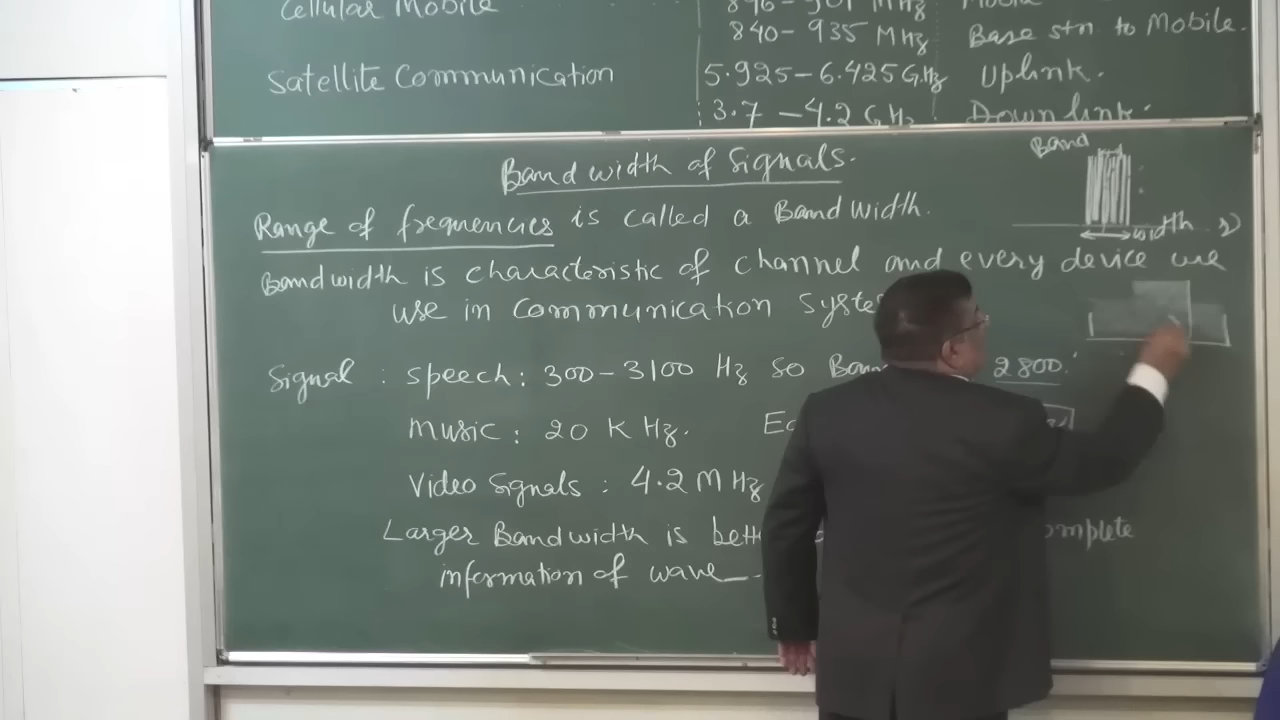 Cellular Mobile
840-935 MHz Base stn to Mobile.
Satellite Communication 5.925-6.425 GHz Uplink.
3.7-4.2 GHz Downlink.
Band
width
Bandwidth of Signals.
Range of frequencies is called a Bandwidth.
Bandwidth is characteristic of channel and every device we
use in communication
Signal : speech : 300-3100 Hz so 2800.
Music : 20 KHz.
Video Signals : 4.2 MHz
Larger Bandwidth is
information of wave